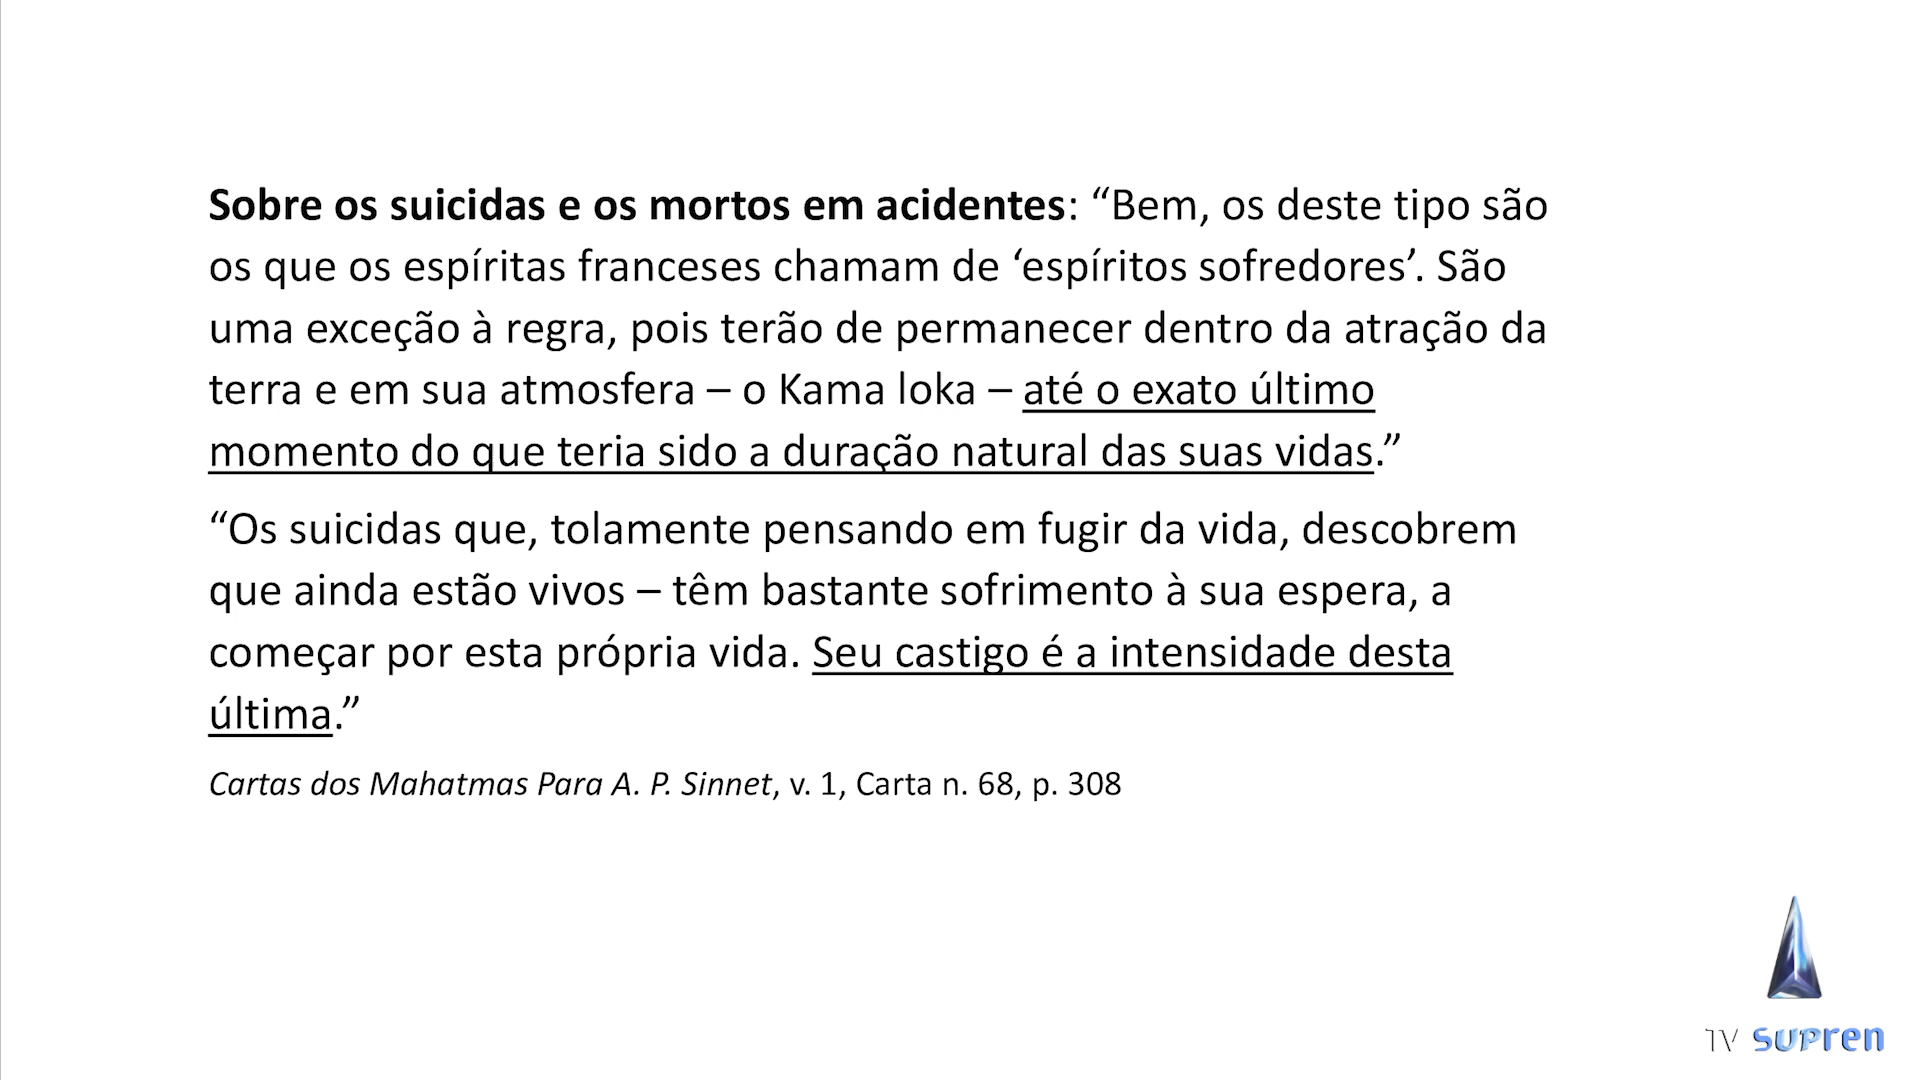 Sobre os suicidas e os mortos em acidentes: “Bem, os deste tipo são
os que os espíritas franceses chamam de ‘espíritos sofredores’. São
uma exceção à regra, pois terão de permanecer dentro da atração da
terra e em sua atmosfera – o Kama loka – até o exato último
momento do que teria sido a duração natural das suas vidas.”
“Os suicidas que, tolamente pensando em fugir da vida, descobrem
que ainda estão vivos – têm bastante sofrimento à sua espera, a
começar por esta própria vida. Seu castigo é a intensidade desta
última.”
Cartas dos Mahatmas Para A. P. Sinnet, v. 1, Carta n. 68, p. 308
TV Supren